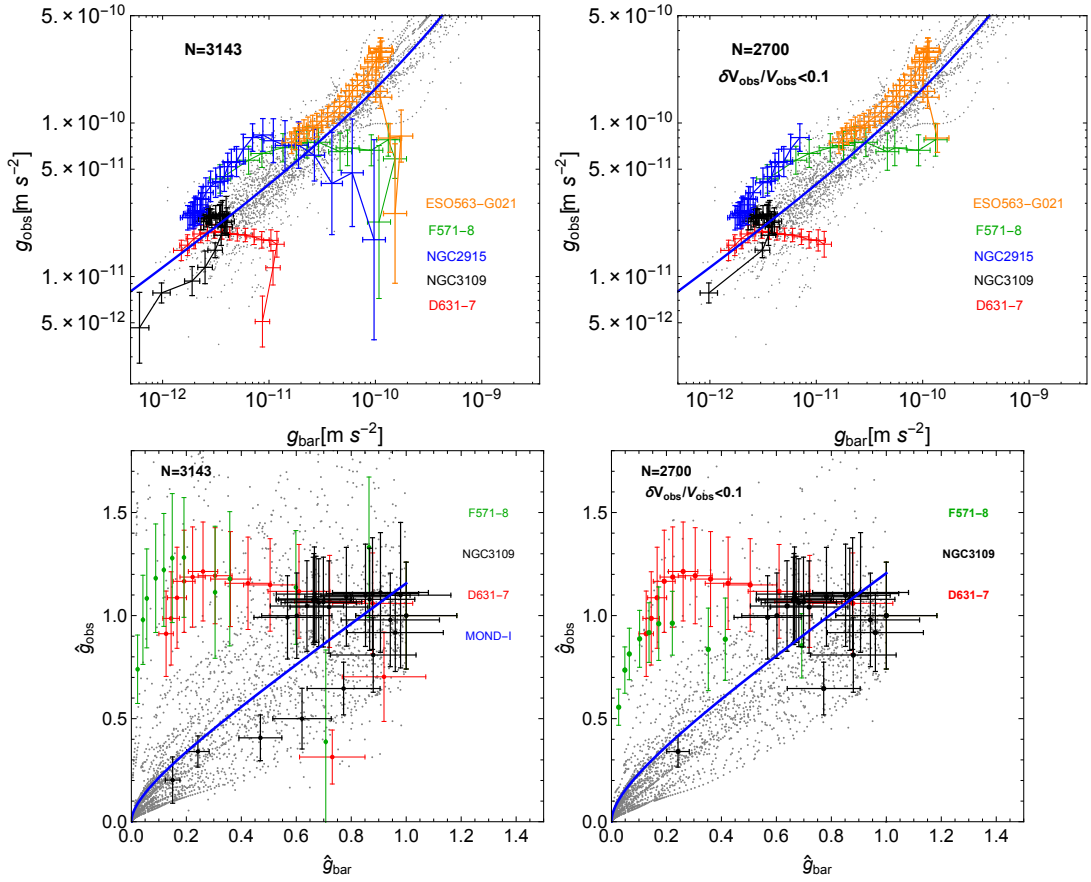 N=3143
5.×10⁻¹⁰
1.×10⁻¹⁰
5.×10⁻¹¹
1.×10⁻¹¹
5.×10⁻¹²
g_obs[m s⁻²]
ESO563-G021
F571-8
NGC2915
NGC3109
D631-7
10⁻¹² 10⁻¹¹ 10⁻¹⁰ 10⁻⁹
g_bar[m s⁻²]
N=2700
δV_obs/V_obs<0.1
5.×10⁻¹⁰
1.×10⁻¹⁰
5.×10⁻¹¹
1.×10⁻¹¹
5.×10⁻¹²
g_obs[m s⁻²]
ESO563-G021
F571-8
NGC2915
NGC3109
D631-7
10⁻¹² 10⁻¹¹ 10⁻¹⁰ 10⁻⁹
g_bar[m s⁻²]
N=3143
1.5
1.0
0.5
0.0
ĝ_obs
F571-8
NGC3109
D631-7
MOND-I
0.0 0.2 0.4 0.6 0.8 1.0 1.2 1.4
ĝ_bar
N=2700
δV_obs/V_obs<0.1
1.5
1.0
0.5
0.0
ĝ_obs
F571-8
NGC3109
D631-7
0.0 0.2 0.4 0.6 0.8 1.0 1.2 1.4
ĝ_bar